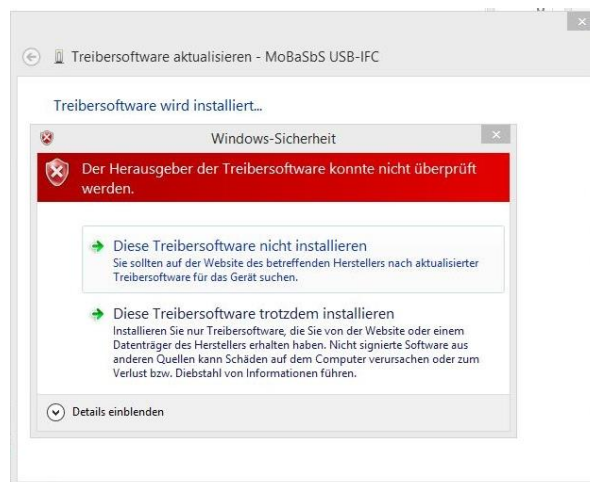 Treibersoftware aktualisieren - MoBaSbS USB-IFC
Treibersoftware wird installiert...
Windows-Sicherheit
Der Herausgeber der Treibersoftware konnte nicht überprüft
werden.
Diese Treibersoftware nicht installieren
Sie sollten auf der Website des betreffenden Herstellers nach aktualisierter
Treibersoftware für das Gerät suchen.
Diese Treibersoftware trotzdem installieren
Installieren Sie nur Treibersoftware, die Sie von der Website oder einem
Datenträger des Herstellers erhalten haben. Nicht signierte Software aus
anderen Quellen kann Schäden auf dem Computer verursachen oder zum
Verlust bzw. Diebstahl von Informationen führen.
Details einblenden